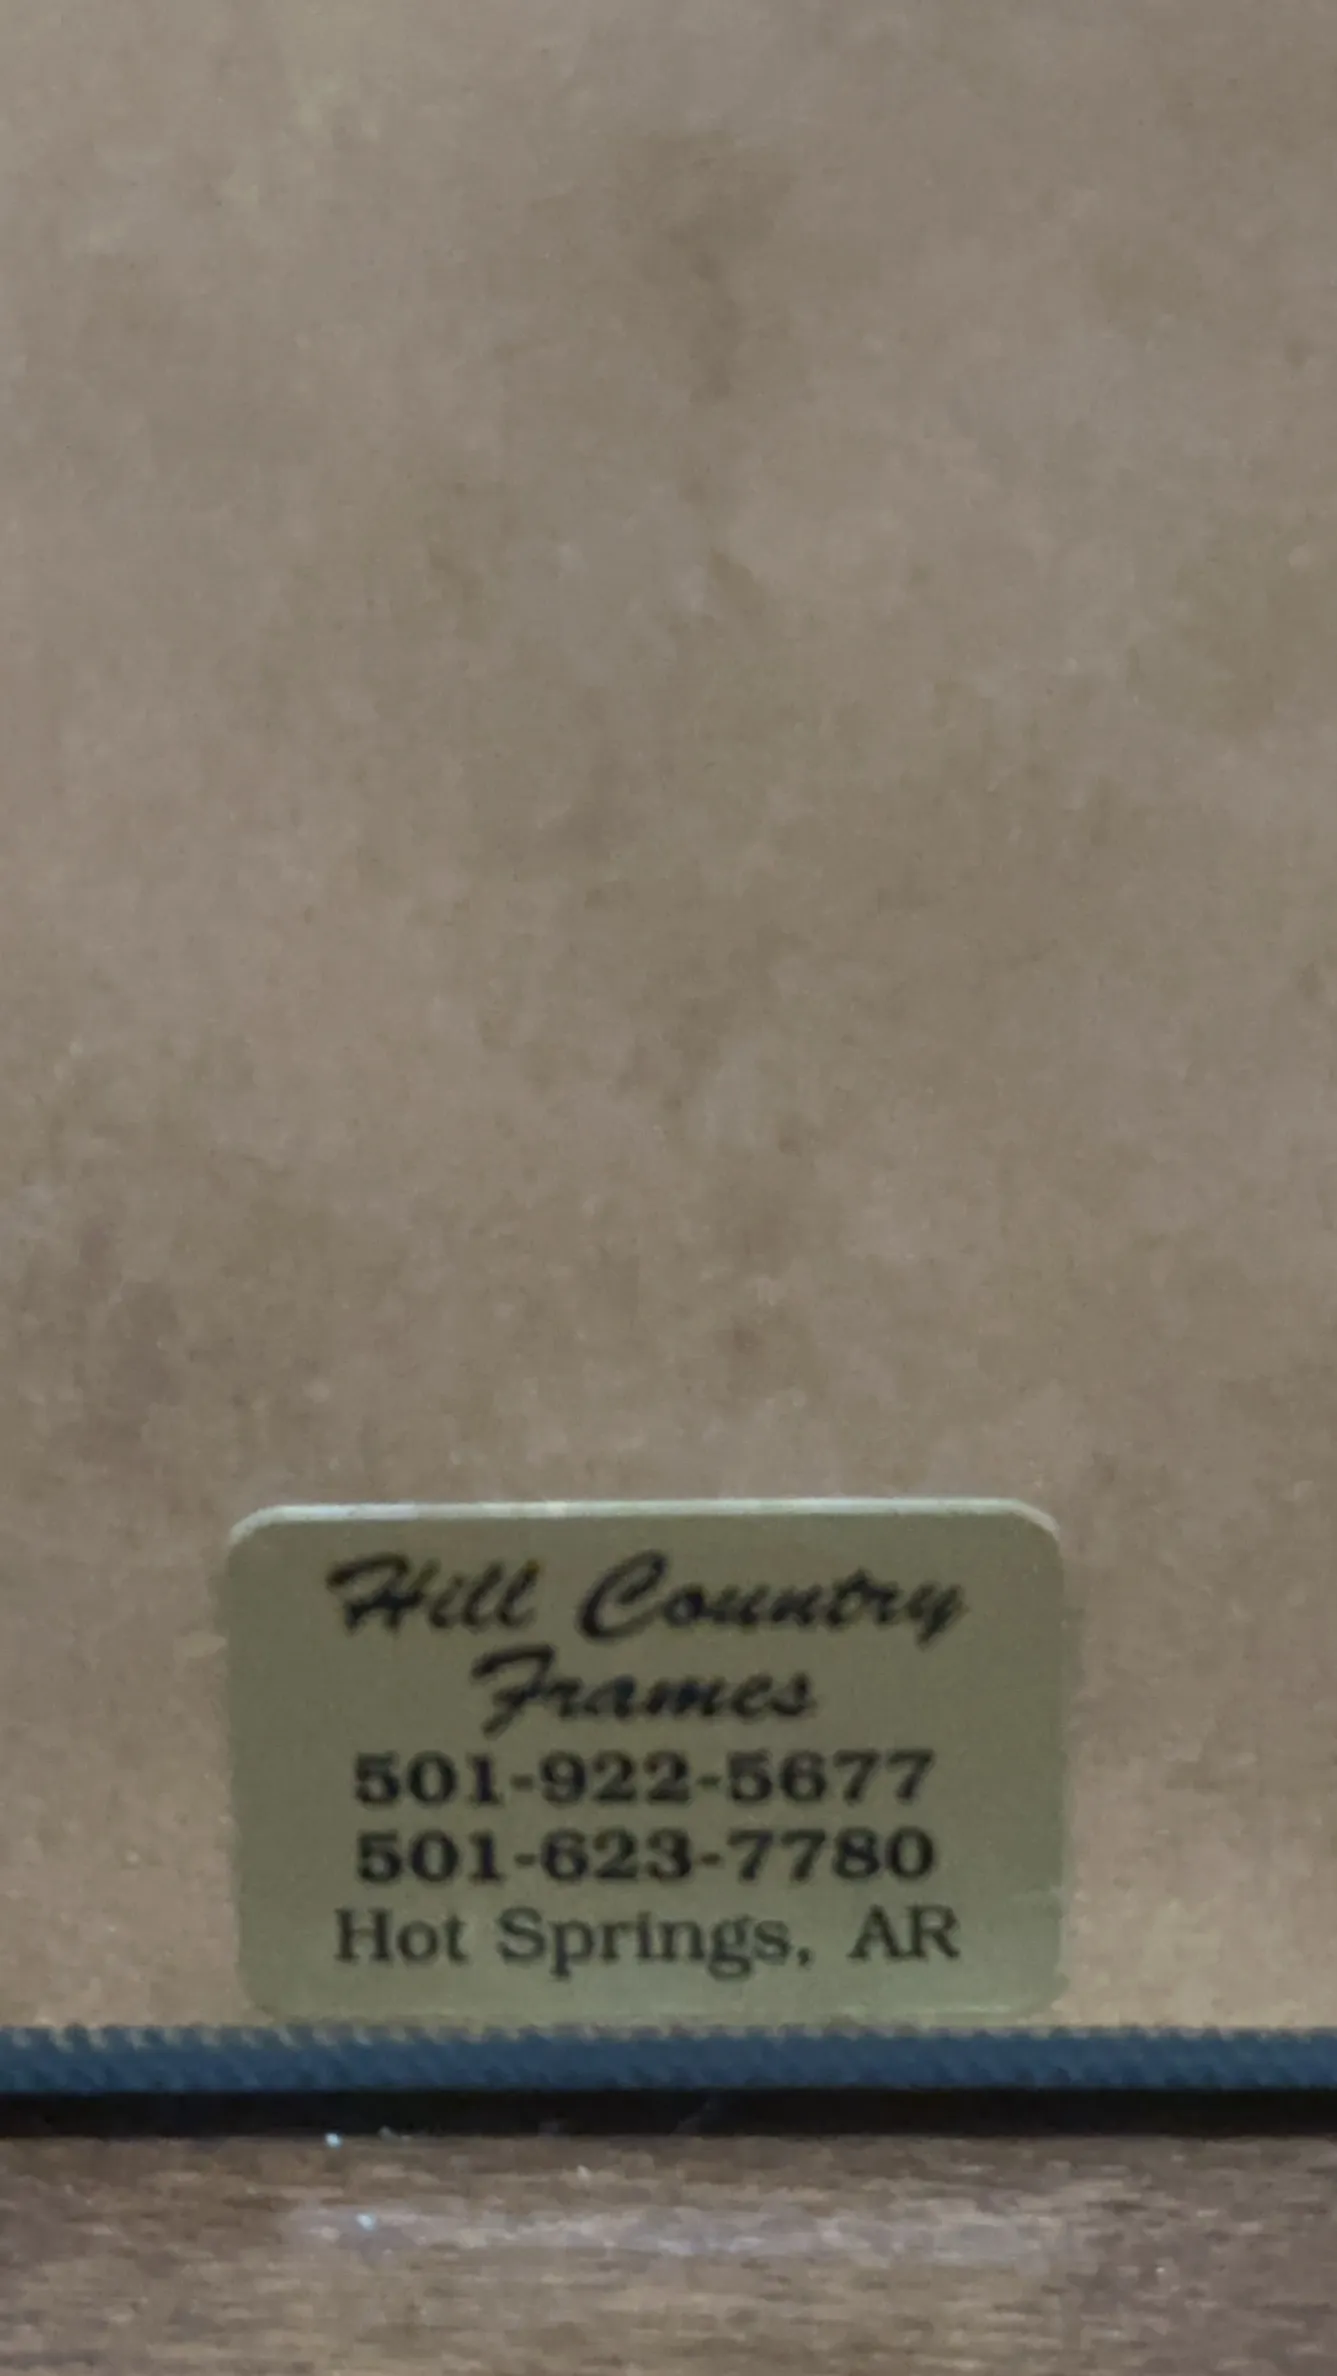 Hill Country
Frames
501-922-5677
501-623-7780
Hot Springs, AR